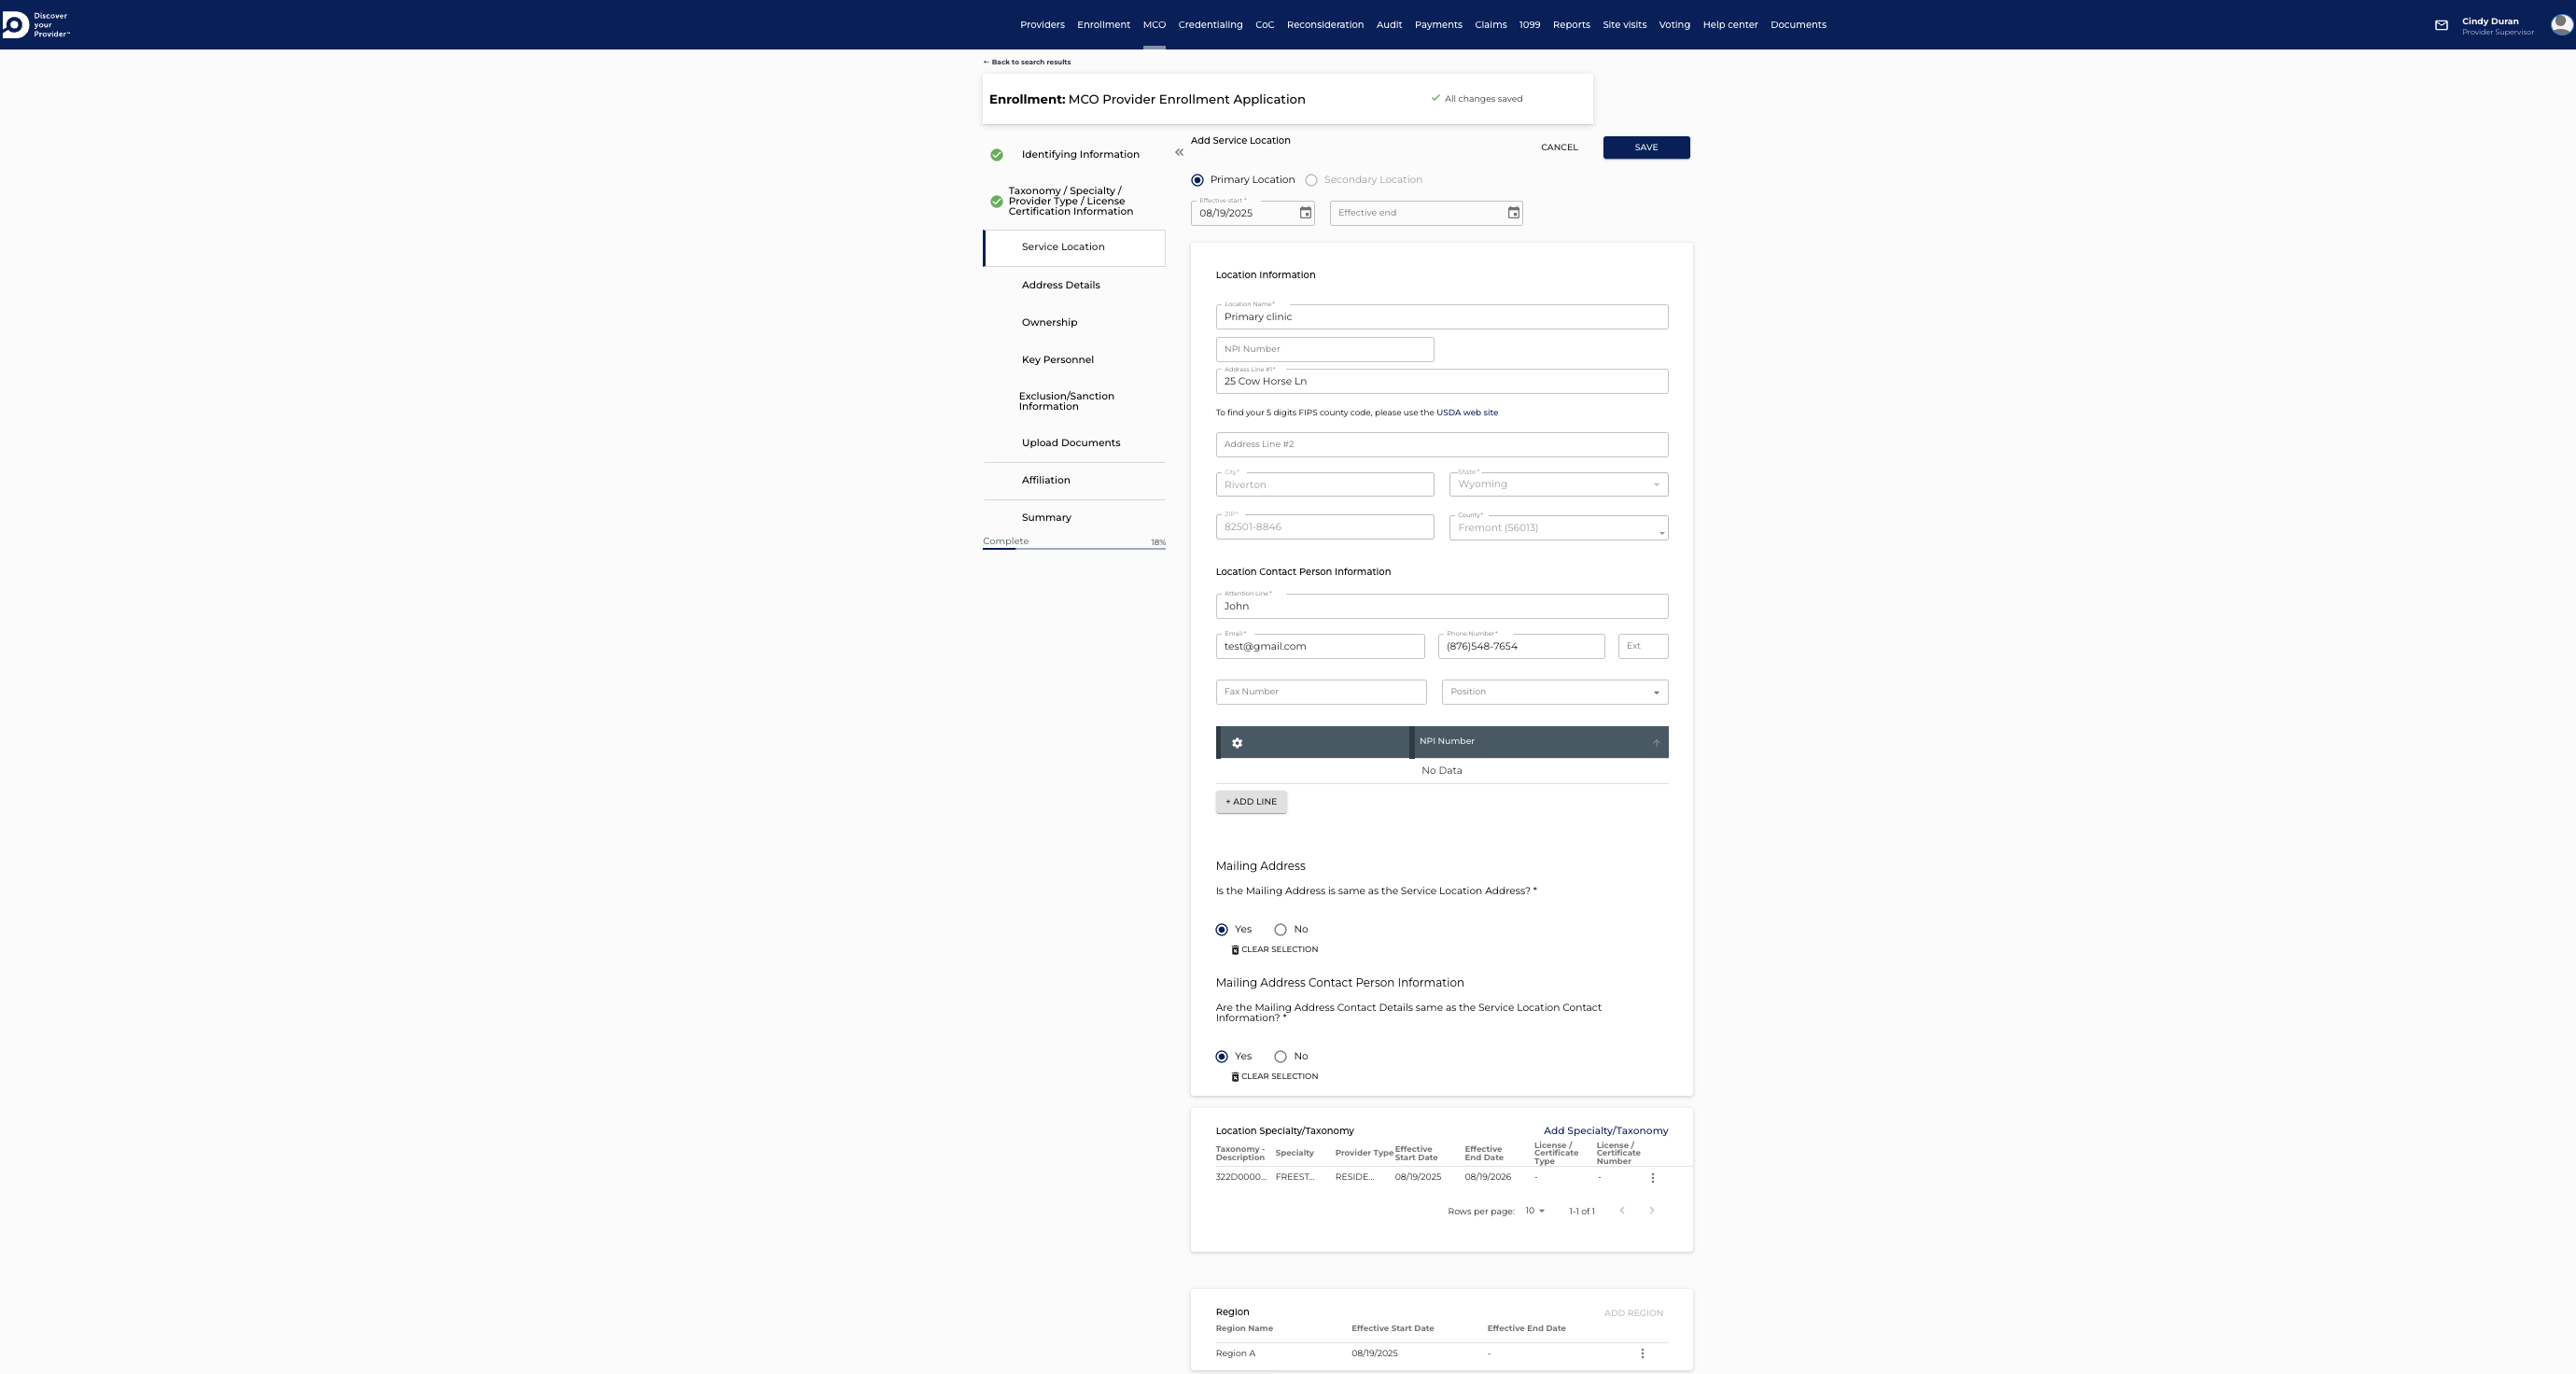 Discover
your
Provider™
Providers Enrollment MCO Credentialing CoC Reconsideration Audit Payments Claims 1099 Reports Site visits Voting Help center Documents
Cindy Duran
Provider Supervisor
← Back to search results
Enrollment: MCO Provider Enrollment Application
All changes saved
Identifying Information
Taxonomy / Specialty /
Provider Type / License
Certification Information
Service Location
Address Details
Ownership
Key Personnel
Exclusion/Sanction
Information
Upload Documents
Affiliation
Summary
Complete 18%
Add Service Location
CANCEL SAVE
Primary Location Secondary Location
Effective start *
08/19/2025 Effective end
Location Information
Location Name*
Primary clinic
NPI Number
Address Line #1*
25 Cow Horse Ln
To find your 5 digits FIPS county code, please use the USDA web site
Address Line #2
City* State*
Riverton Wyoming
ZIP* County*
82501-8846 Fremont (56013)
Location Contact Person Information
Attention Line*
John
Email* Phone Number*
test@gmail.com (876)548-7654 Ext
Fax Number Position
NPI Number
No Data
+ ADD LINE
Mailing Address
Is the Mailing Address is same as the Service Location Address? *
Yes No
CLEAR SELECTION
Mailing Address Contact Person Information
Are the Mailing Address Contact Details same as the Service Location Contact
Information? *
Yes No
CLEAR SELECTION
Location Specialty/Taxonomy Add Specialty/Taxonomy
Taxonomy - Description Specialty Provider Type Effective Start Date Effective End Date License / Certificate Type License / Certificate Number
322D0000... FREEST... RESIDE... 08/19/2025 08/19/2026 - -
Rows per page: 10 1-1 of 1
Region ADD REGION
Region Name Effective Start Date Effective End Date
Region A 08/19/2025 -